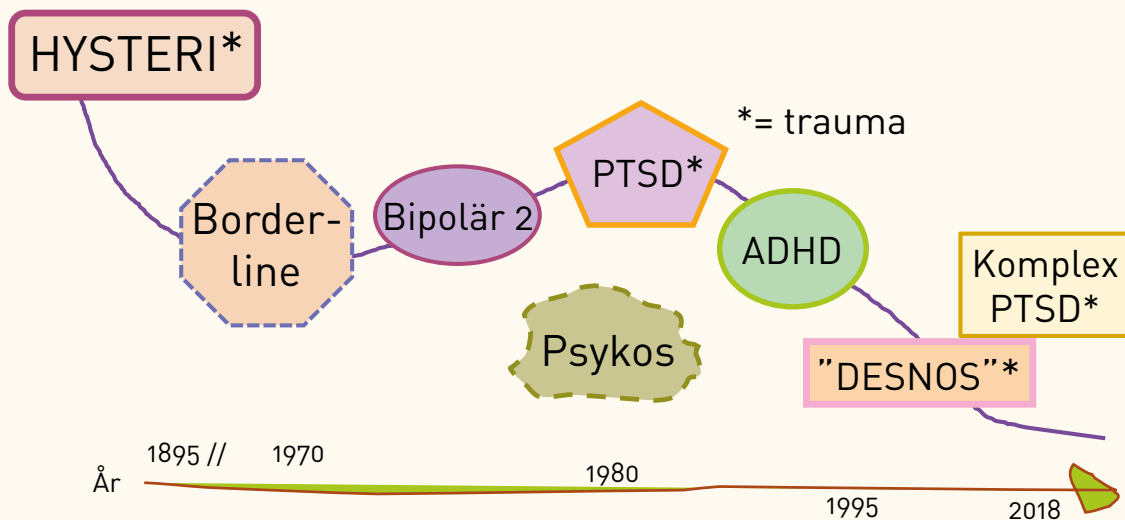 HYSTERI*
*= trauma
PTSD*
Border-
line
Bipolär 2
ADHD
Komplex
PTSD*
Psykos
”DESNOS”*
1895 //
1970
1980
År
1995
2018